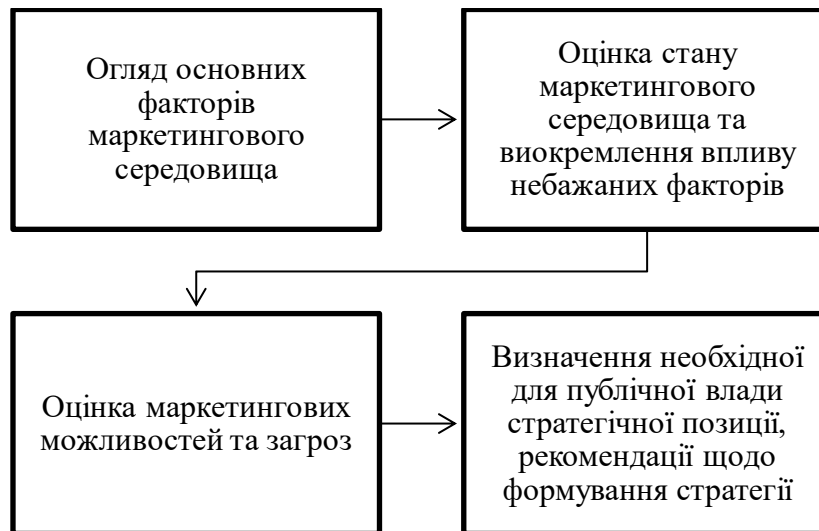 Огляд основних
факторів
маркетингового
середовища
Оцінка стану
маркетингового
середовища та
виокремлення впливу
небажаних факторів
Оцінка маркетингових
можливостей та загроз
Визначення необхідної
для публічної влади
стратегічної позиції,
рекомендації щодо
формування стратегії